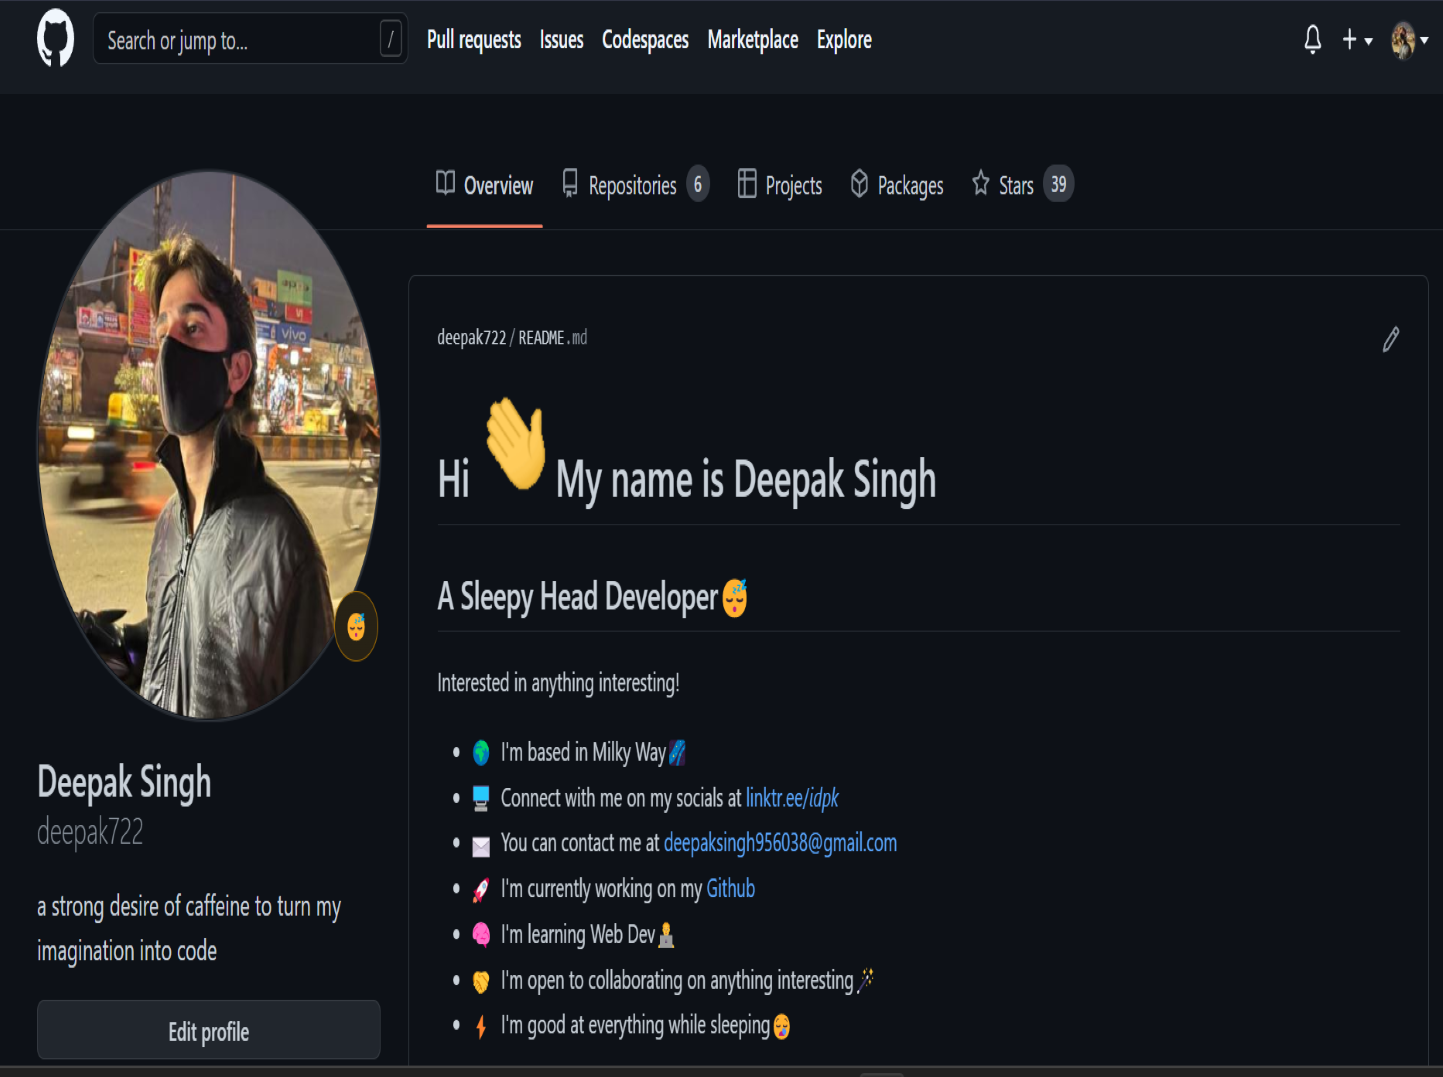 Search or jump to...
/
Pull requests
Issues
Codespaces
Marketplace
Explore
Overview
Repositories 6
Projects
Packages
Stars 39
vivo
deepak722 / README.md
Hi 👋 My name is Deepak Singh
A Sleepy Head Developer😴
Interested in anything interesting!
• 🌍 I'm based in Milky Way🌌
• 🖥️ Connect with me on my socials at linktr.ee/idpk
• ✉️ You can contact me at deepaksingh956038@gmail.com
• 🚀 I'm currently working on my Github
• 🧠 I'm learning Web Dev🧑‍💻
• 🤝 I'm open to collaborating on anything interesting🪄
• ⚡ I'm good at everything while sleeping😪
😴
Deepak Singh
deepak722
a strong desire of caffeine to turn my
imagination into code
Edit profile